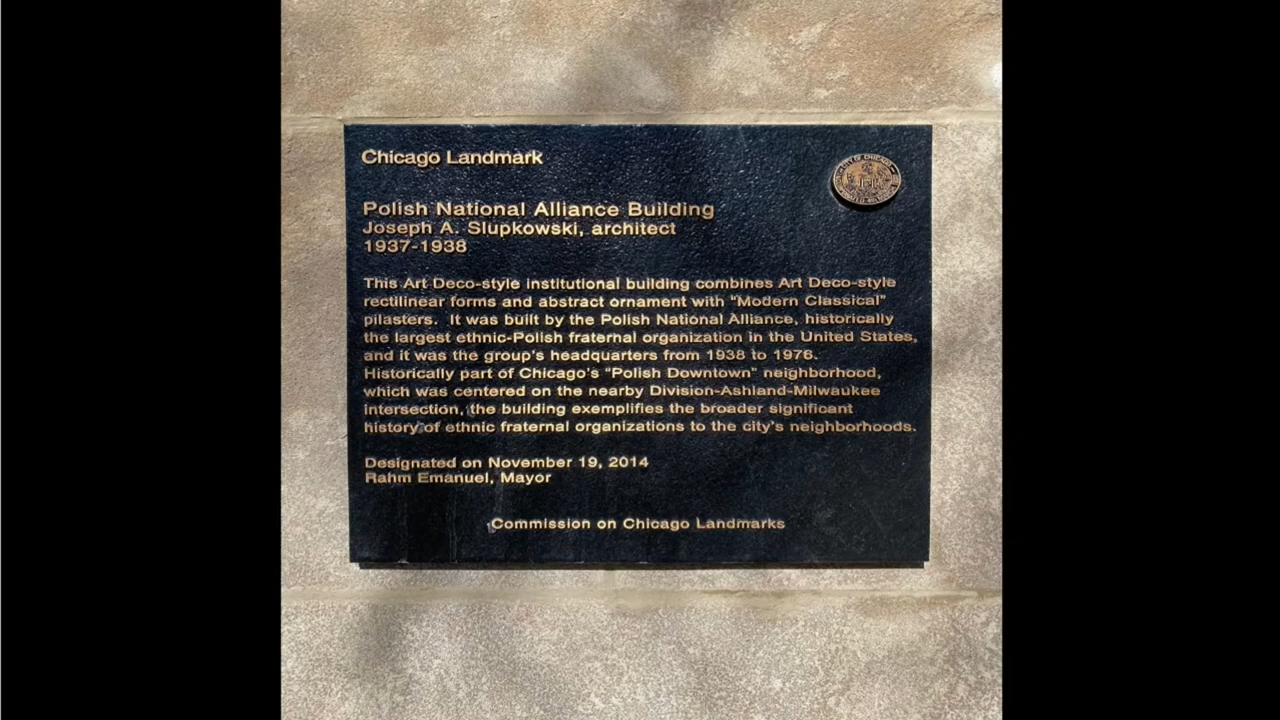 Chicago Landmark
CITY OF CHICAGO
Polish National Alliance Building
Joseph A. Slupkowski, architect
1937-1938
This Art Deco-style institutional building combines Art Deco-style
rectilinear forms and abstract ornament with "Modern Classical"
pilasters. It was built by the Polish National Alliance, historically
the largest ethnic-Polish fraternal organization in the United States,
and it was the group's headquarters from 1938 to 1976.
Historically part of Chicago's "Polish Downtown" neighborhood,
which was centered on the nearby Division-Ashland-Milwaukee
intersection, the building exemplifies the broader significant
history of ethnic fraternal organizations to the city's neighborhoods.
Designated on November 19, 2014
Rahm Emanuel, Mayor
Commission on Chicago Landmarks